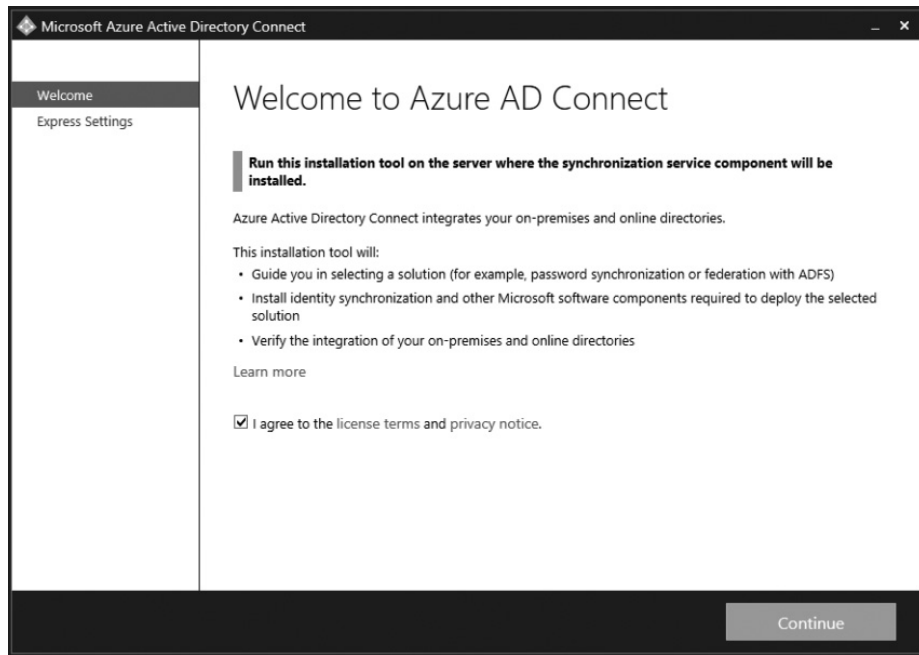 Microsoft Azure Active Directory Connect
Welcome
Express Settings
Welcome to Azure AD Connect
Run this installation tool on the server where the synchronization service component will be
installed.
Azure Active Directory Connect integrates your on-premises and online directories.
This installation tool will:
• Guide you in selecting a solution (for example, password synchronization or federation with ADFS)
• Install identity synchronization and other Microsoft software components required to deploy the selected
solution
• Verify the integration of your on-premises and online directories
Learn more
I agree to the license terms and privacy notice.
Continue